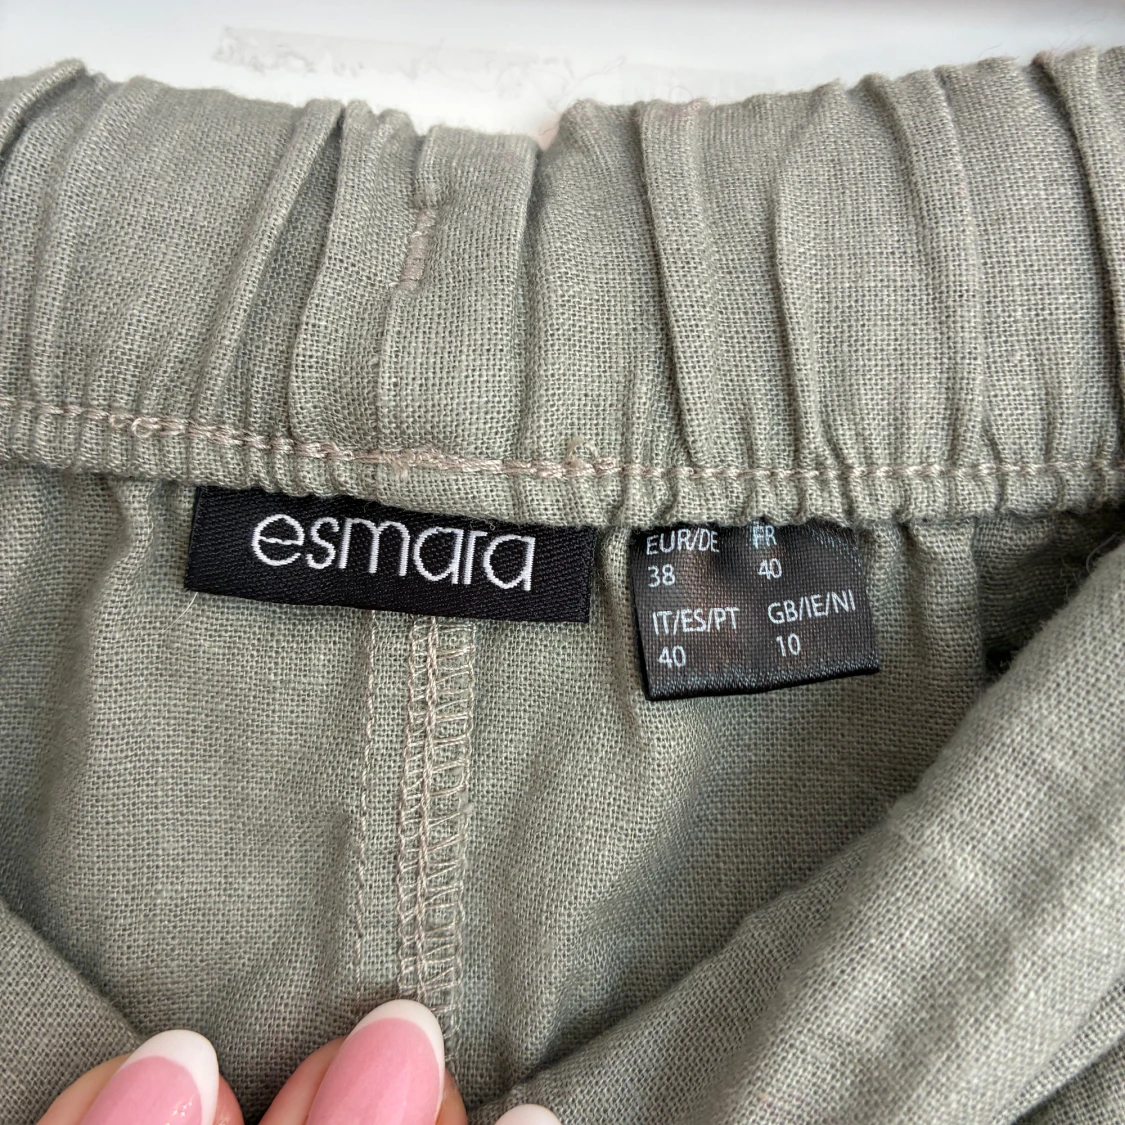 esmara
EUR/DE FR
38 40
IT/ES/PT GB/IE/NI
40 10